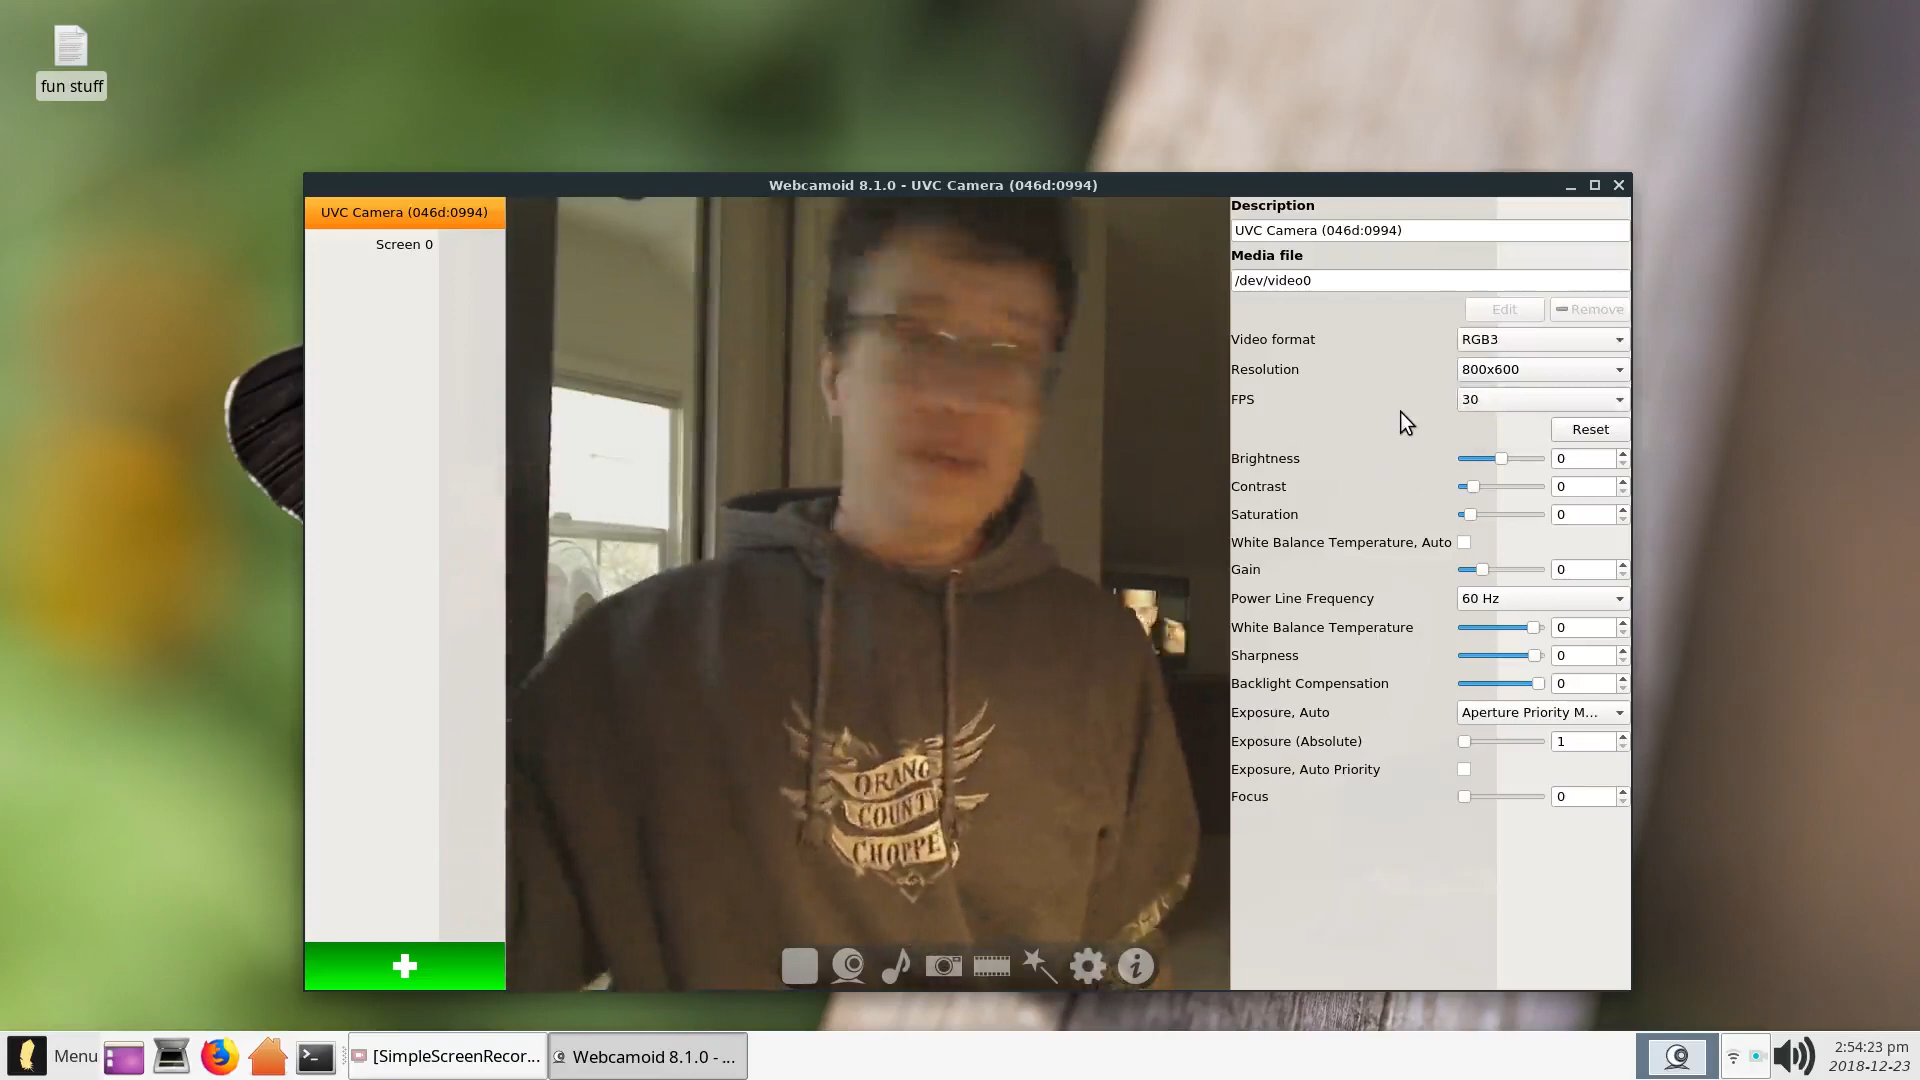 fun stuff
Webcamoid 8.1.0 - UVC Camera (046d:0994)
UVC Camera (046d:0994)
Screen 0
Description
UVC Camera (046d:0994)
Media file
/dev/video0
Edit
Remove
Video format
RGB3
Resolution
800x600
FPS
30
Reset
Brightness
0
Contrast
0
Saturation
0
White Balance Temperature, Auto
Gain
0
Power Line Frequency
60 Hz
White Balance Temperature
0
Sharpness
0
Backlight Compensation
0
Exposure, Auto
Aperture Priority M...
Exposure (Absolute)
1
Exposure, Auto Priority
Focus
0
ORANG
COUNTY
CHOPPE
Menu
[SimpleScreenRecor...
Webcamoid 8.1.0 - ...
2:54:23 pm
2018-12-23